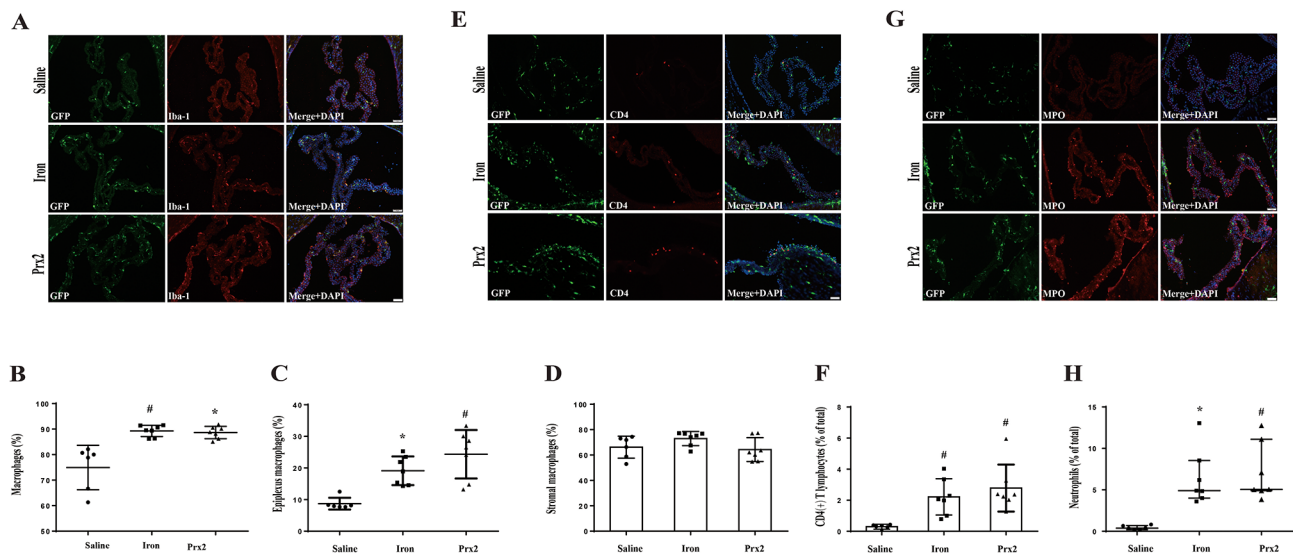 A
Saline
GFP
Iba-1
Merge+DAPI
Iron
GFP
Iba-1
Merge+DAPI
Prx2
GFP
Iba-1
Merge+DAPI
E
Saline
GFP
CD4
Merge+DAPI
Iron
GFP
CD4
Merge+DAPI
Prx2
GFP
CD4
Merge+DAPI
G
Saline
GFP
MPO
Merge+DAPI
Iron
GFP
MPO
Merge+DAPI
Prx2
GFP
MPO
Merge+DAPI
B
Macrophages (%)
100
90
80
70
60
50
#
*
Saline
Iron
Prx2
C
Epiplexus macrophages (%)
40
30
20
10
0
*
#
Saline
Iron
Prx2
D
Stromal macrophages (%)
100
80
60
40
20
0
Saline
Iron
Prx2
F
CD4(+) T lymphocytes (% of total)
8
6
4
2
0
#
#
Saline
Iron
Prx2
H
Neutrophils (% of total)
15
10
5
0
*
#
Saline
Iron
Prx2